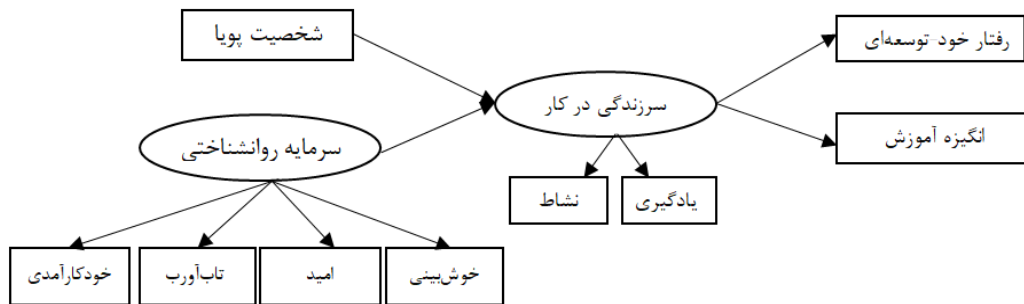 شخصیت پویا
رفتار خود-توسعه‌ای
سرزندگی در کار
سرمایه روانشناختی
انگیزه آموزش
نشاط
یادگیری
خودکارآمدی
تاب‌آورب
امید
خوش‌بینی